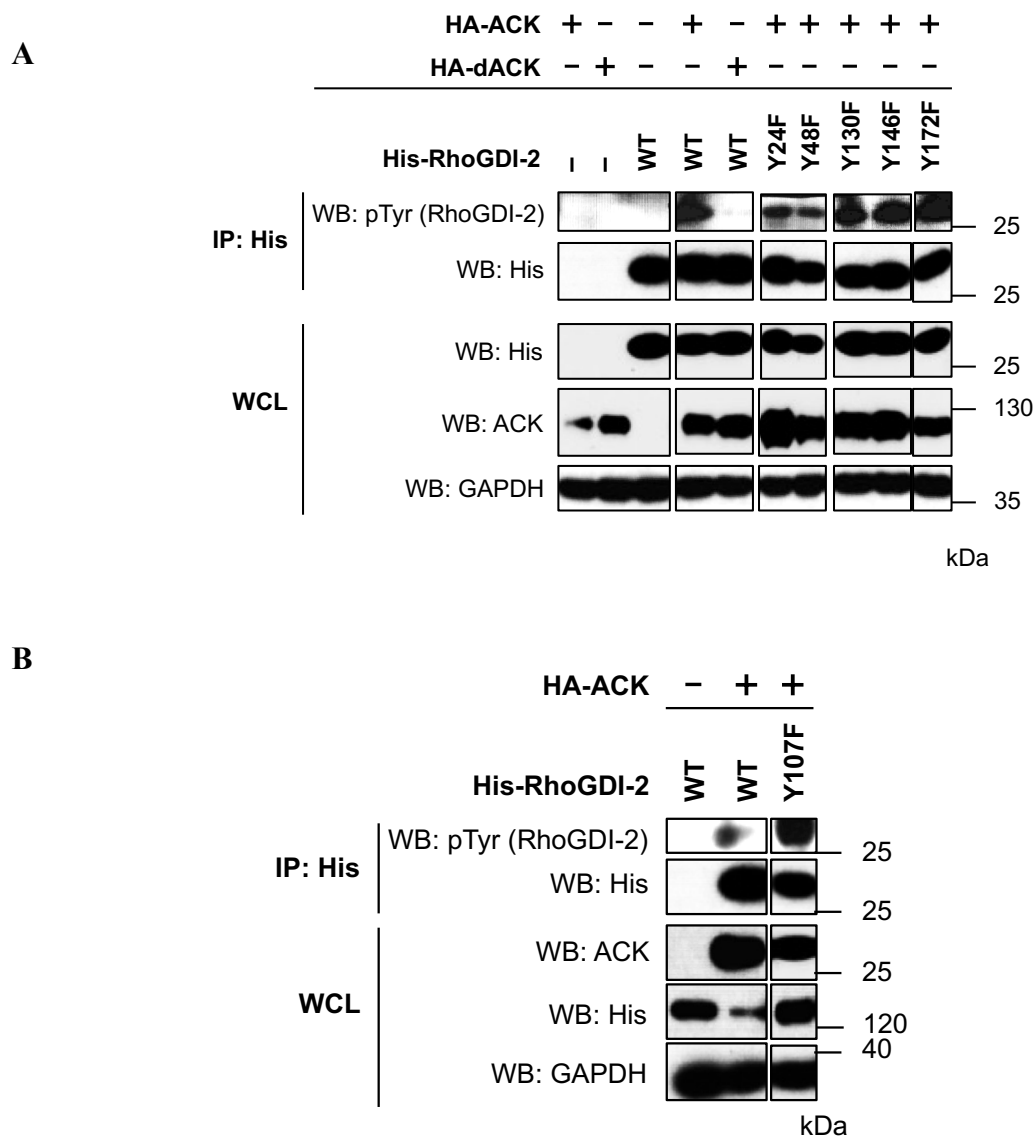 A
HA-ACK + – – + – + + + + +
HA-dACK – + – – + – – – – –
His-RhoGDI-2 – – WT WT WT Y24F Y48F Y130F Y146F Y172F
IP: His
WB: pTyr (RhoGDI-2) 25
WB: His 25
WCL
WB: His 25
WB: ACK 130
WB: GAPDH 35
kDa
B
HA-ACK – + +
His-RhoGDI-2 WT WT Y107F
IP: His
WB: pTyr (RhoGDI-2) 25
WB: His 25
WCL
WB: ACK 25
WB: His 120
WB: GAPDH 40
kDa